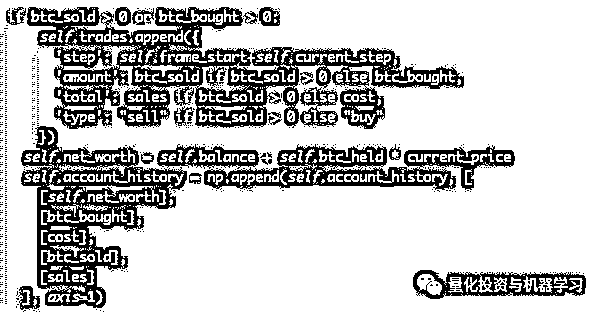 if btc_sold > 0 or btc_bought > 0:
self.trades.append({
'step': self.frame_start+self.current_step,
'amount': btc_sold if btc_sold > 0 else btc_bought,
'total': sales if btc_sold > 0 else cost,
'type': "sell" if btc_sold > 0 else "buy"
})
self.net_worth = self.balance + self.btc_held * current_price
self.account_history = np.append(self.account_history, [
[self.net_worth],
[btc_bought],
[cost],
[btc_sold],
[sales]
], axis=1)
量化投资与机器学习